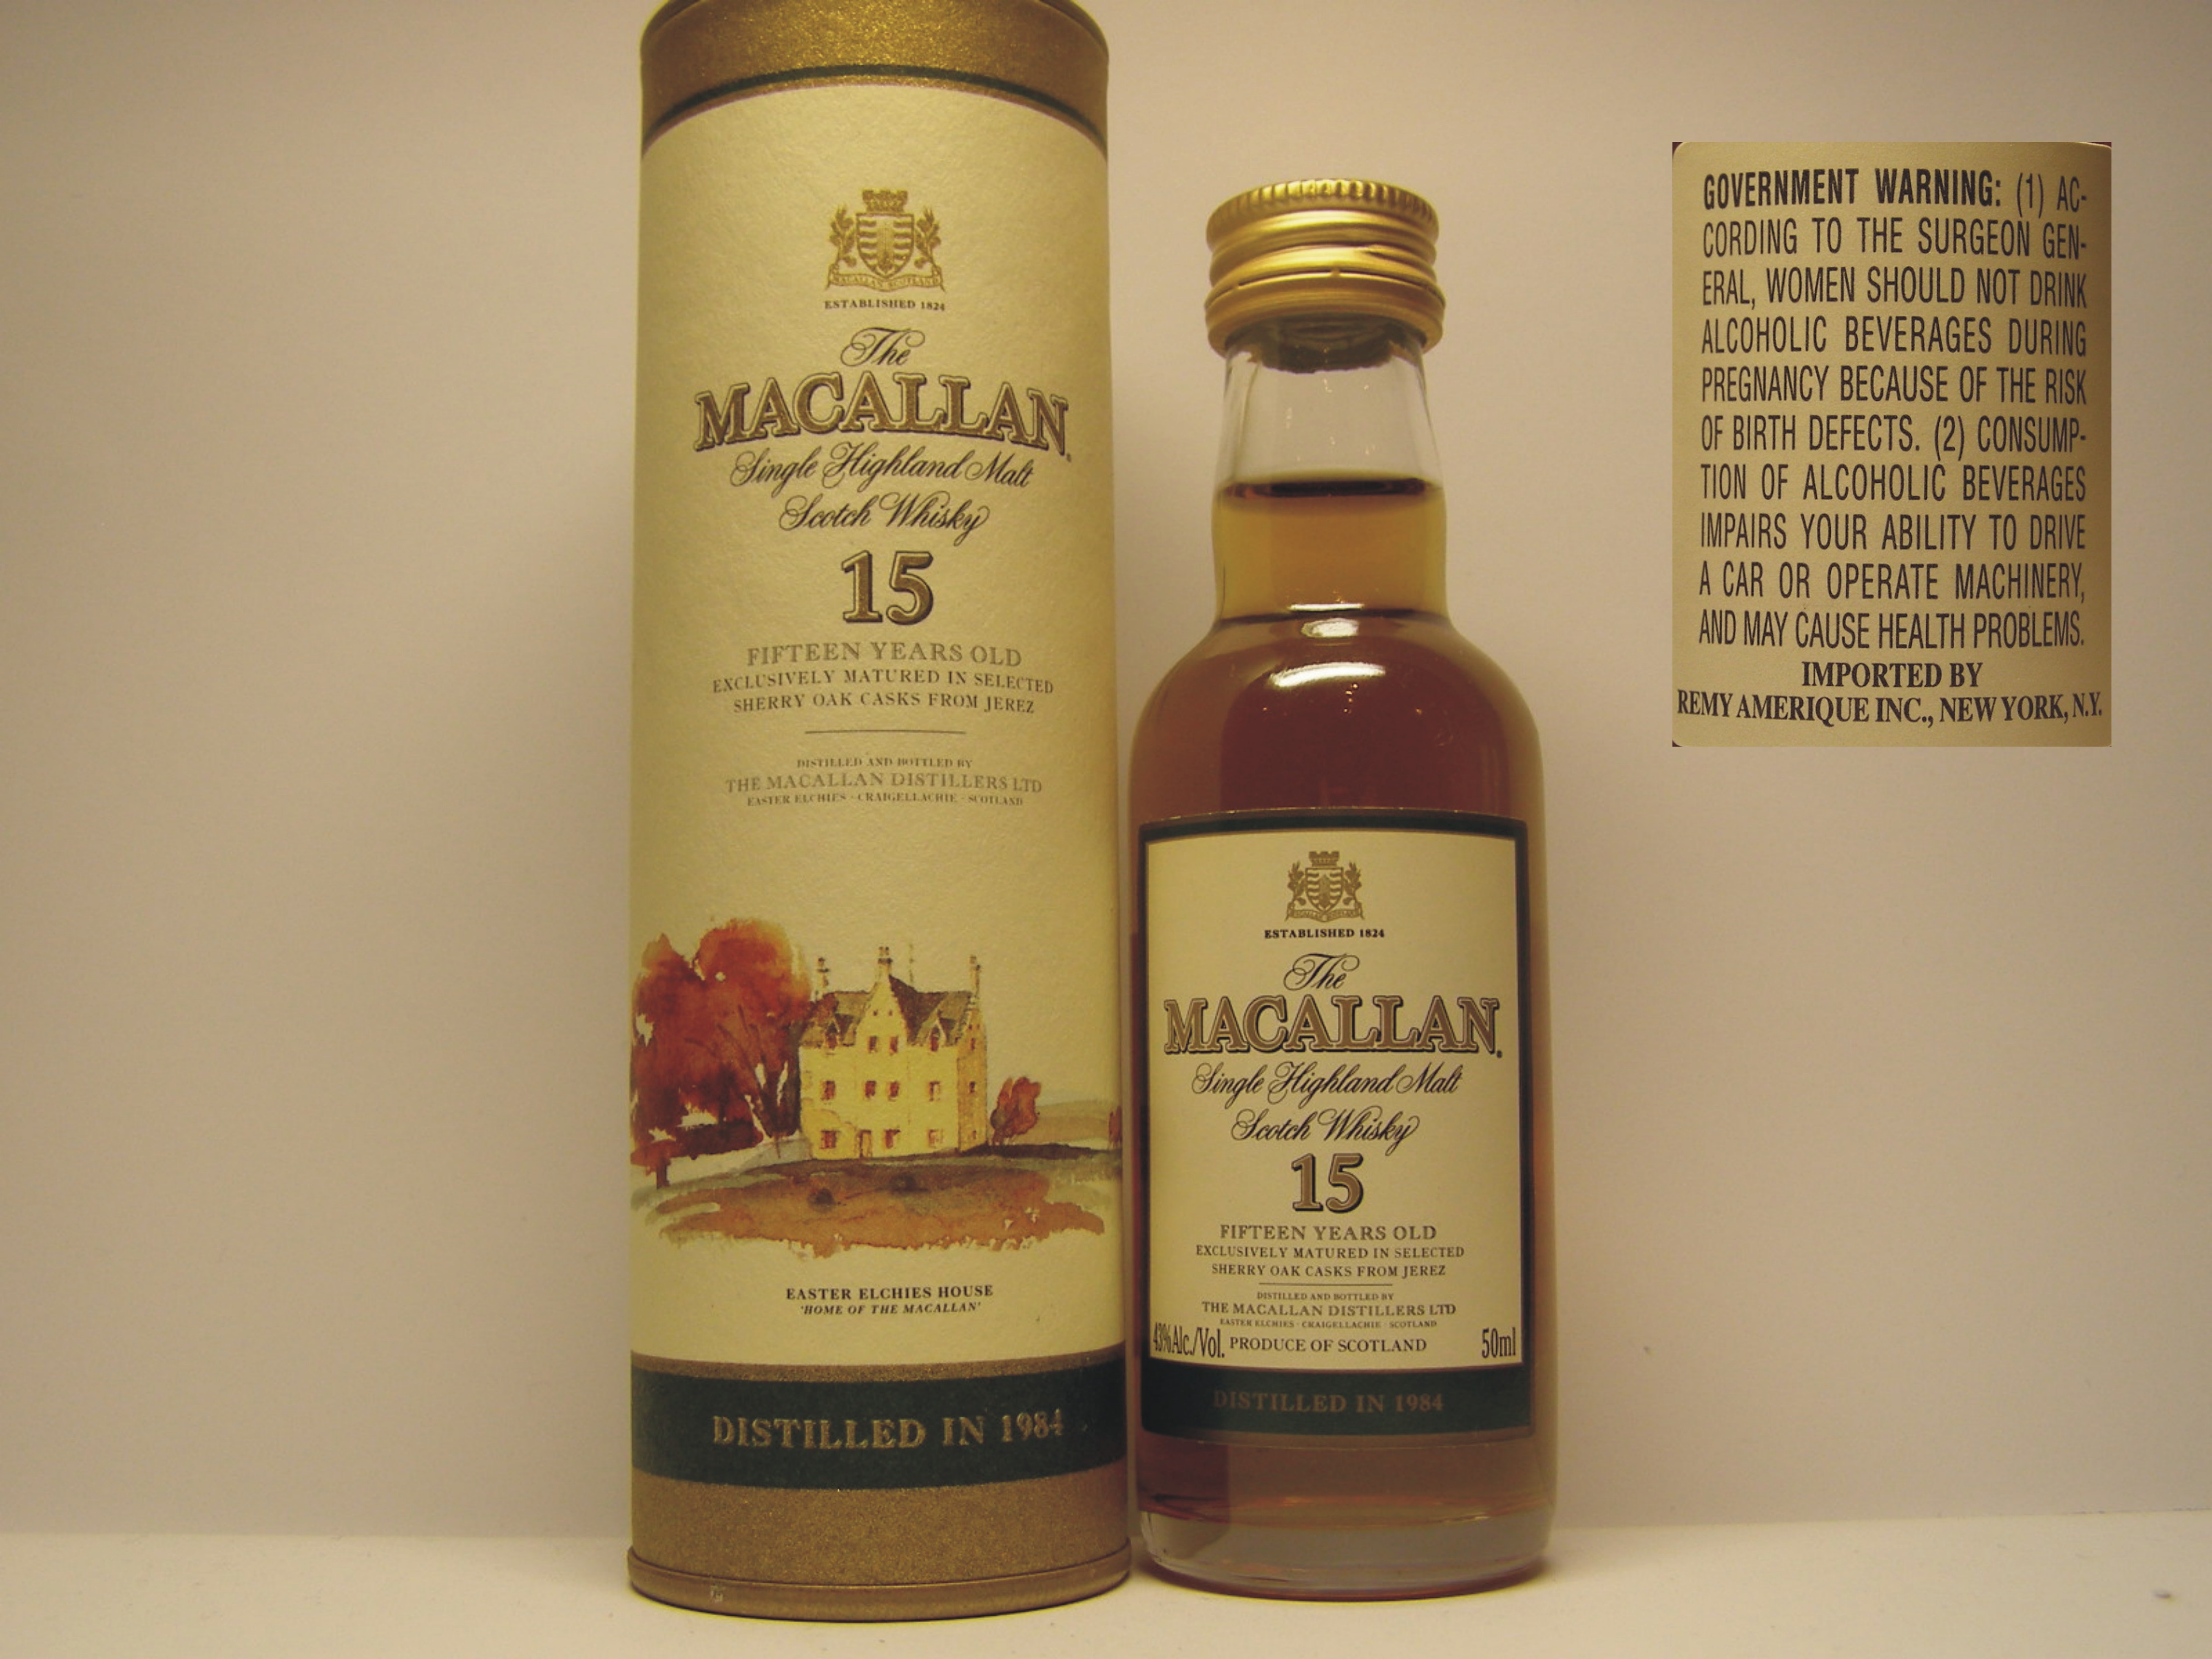 MACALLAN SCOTLAND
ESTABLISHED 1824
The
MACALLAN
Single Highland Malt
Scotch Whisky
15
FIFTEEN YEARS OLD
EXCLUSIVELY MATURED IN SELECTED
SHERRY OAK CASKS FROM JEREZ
DISTILLED AND BOTTLED BY
THE MACALLAN DISTILLERS LTD
EASTER ELCHIES · CRAIGELLACHIE · SCOTLAND
EASTER ELCHIES HOUSE
'HOME OF THE MACALLAN'
DISTILLED IN 1984
ESTABLISHED 1824
The
MACALLAN.
Single Highland Malt
Scotch Whisky
15
FIFTEEN YEARS OLD
EXCLUSIVELY MATURED IN SELECTED
SHERRY OAK CASKS FROM JEREZ
DISTILLED AND BOTTLED BY
THE MACALLAN DISTILLERS LTD
EASTER ELCHIES · CRAIGELLACHIE · SCOTLAND
43%Alc./Vol. PRODUCE OF SCOTLAND 50ml
DISTILLED IN 1984
GOVERNMENT WARNING: (1) AC-
CORDING TO THE SURGEON GEN-
ERAL, WOMEN SHOULD NOT DRINK
ALCOHOLIC BEVERAGES DURING
PREGNANCY BECAUSE OF THE RISK
OF BIRTH DEFECTS. (2) CONSUMP-
TION OF ALCOHOLIC BEVERAGES
IMPAIRS YOUR ABILITY TO DRIVE
A CAR OR OPERATE MACHINERY,
AND MAY CAUSE HEALTH PROBLEMS.
IMPORTED BY
REMY AMERIQUE INC., NEW YORK, N.Y.